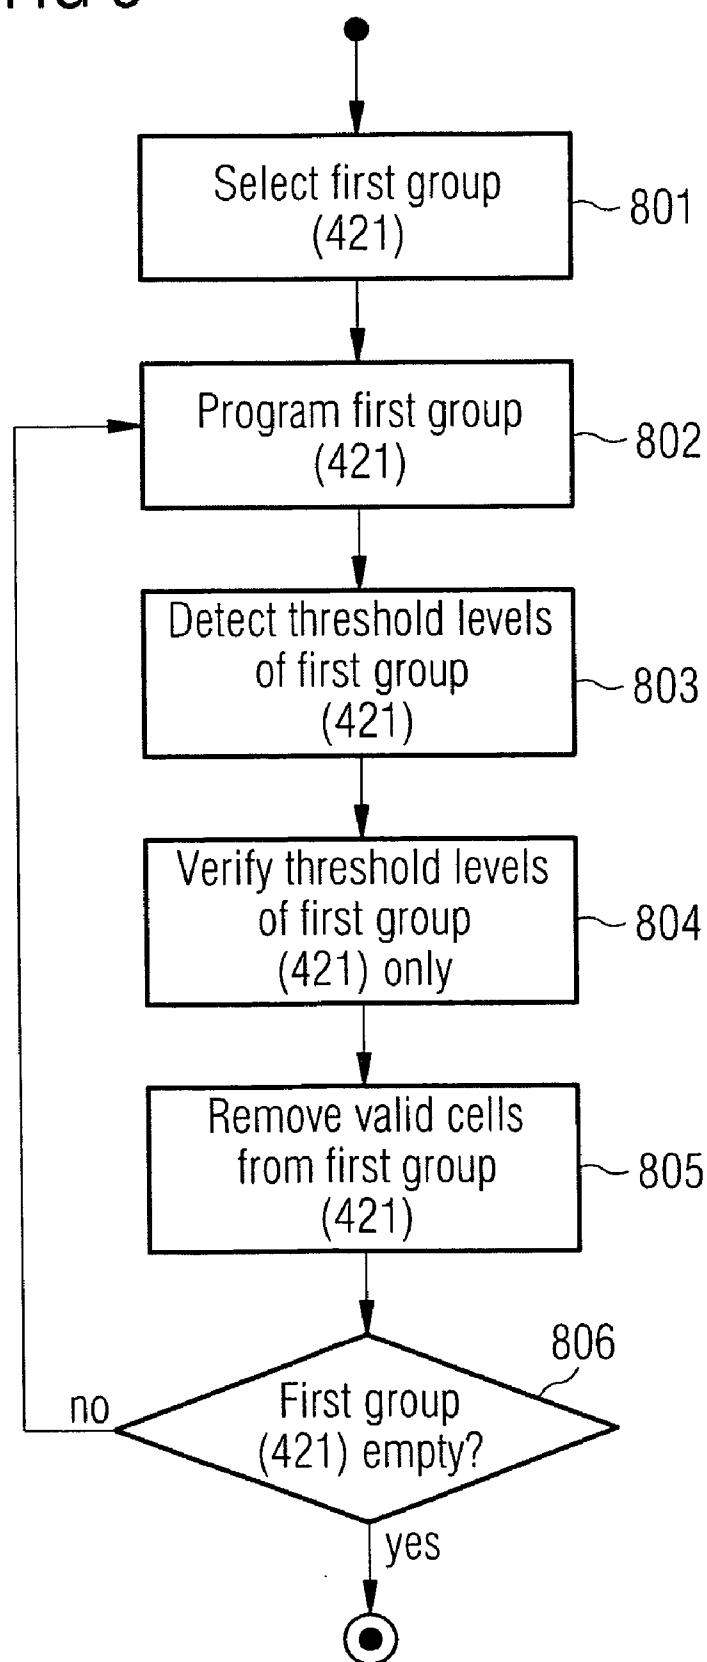 Select first group
(421)
801
Program first group
(421)
802
Detect threshold levels
of first group
(421)
803
Verify threshold levels
of first group
(421) only
804
Remove valid cells
from first group
(421)
805
806
First group
(421) empty?
no
yes